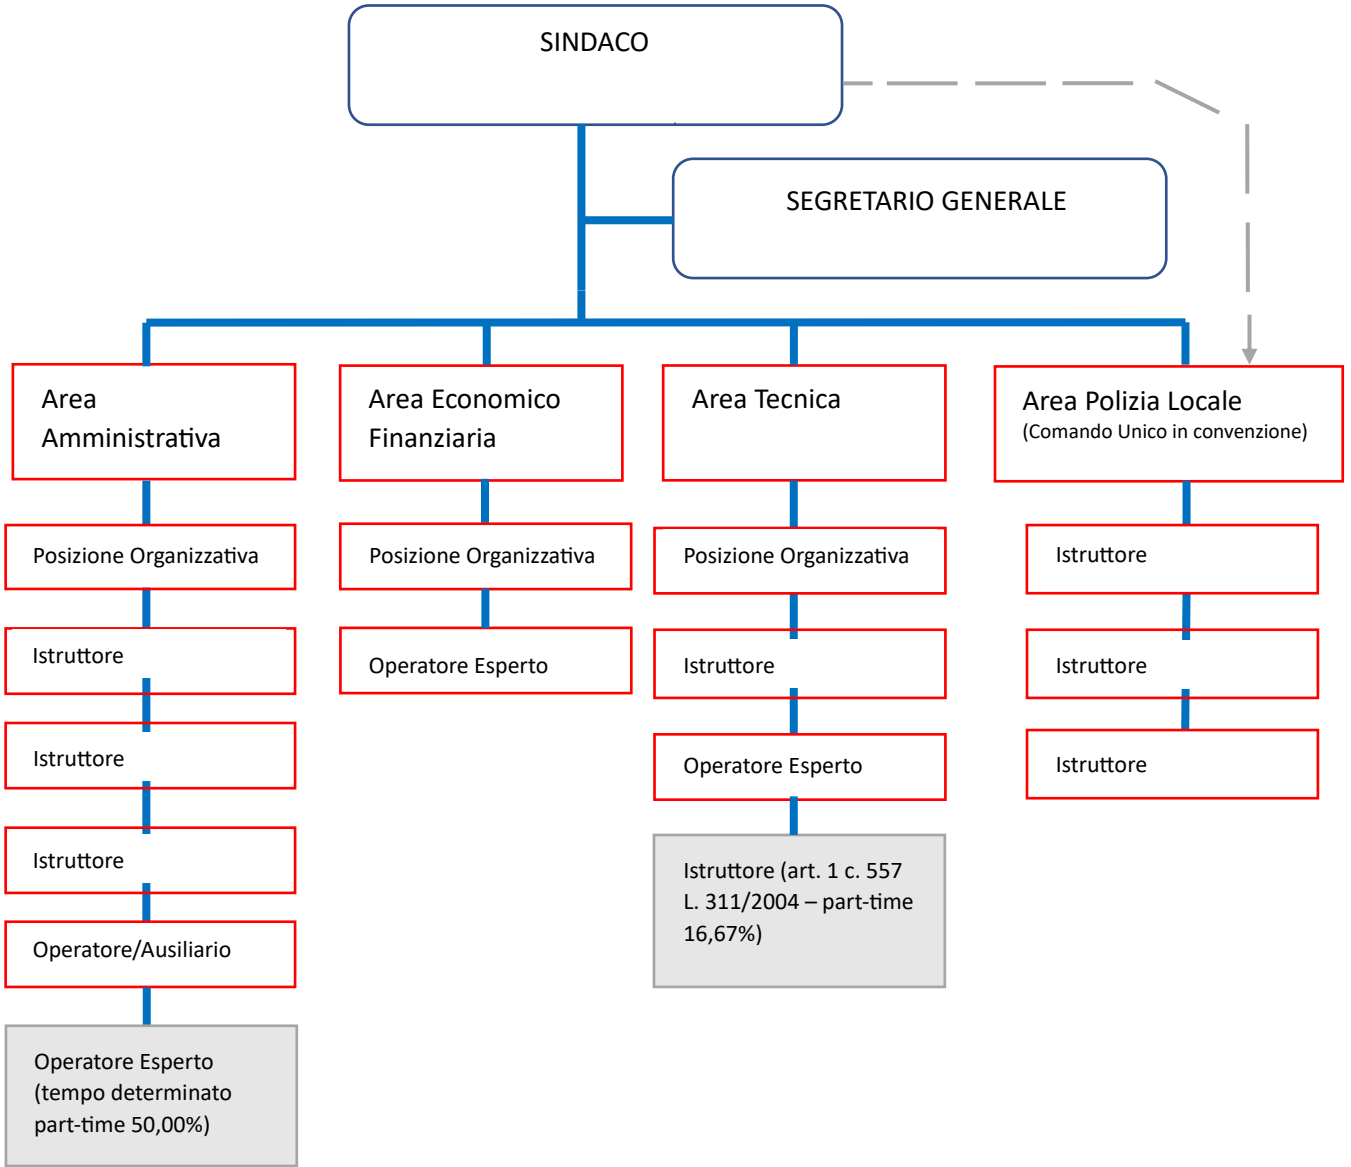 SINDACO
SEGRETARIO GENERALE
Area
Amministrativa
Posizione Organizzativa
Istruttore
Istruttore
Istruttore
Operatore/Ausiliario
Operatore Esperto
(tempo determinato
part-time 50,00%)
Area Economico
Finanziaria
Posizione Organizzativa
Operatore Esperto
Area Tecnica
Posizione Organizzativa
Istruttore
Operatore Esperto
Istruttore (art. 1 c. 557
L. 311/2004 – part-time
16,67%)
Area Polizia Locale
(Comando Unico in convenzione)
Istruttore
Istruttore
Istruttore